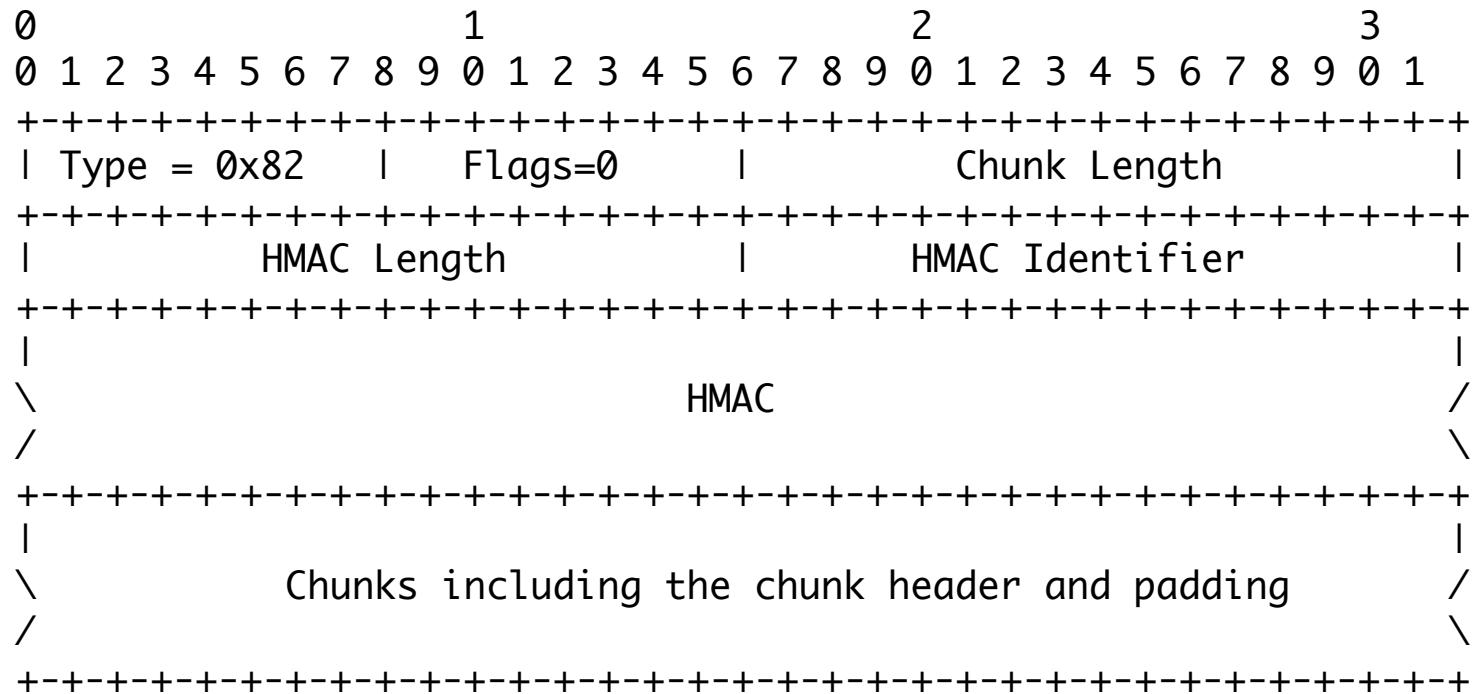 0                   1                   2                   3
0 1 2 3 4 5 6 7 8 9 0 1 2 3 4 5 6 7 8 9 0 1 2 3 4 5 6 7 8 9 0 1
+-+-+-+-+-+-+-+-+-+-+-+-+-+-+-+-+-+-+-+-+-+-+-+-+-+-+-+-+-+-+-+-+
| Type = 0x82   |   Flags=0     |         Chunk Length          |
+-+-+-+-+-+-+-+-+-+-+-+-+-+-+-+-+-+-+-+-+-+-+-+-+-+-+-+-+-+-+-+-+
|          HMAC Length          |       HMAC Identifier         |
+-+-+-+-+-+-+-+-+-+-+-+-+-+-+-+-+-+-+-+-+-+-+-+-+-+-+-+-+-+-+-+-+
|                                                               |
\                             HMAC                              /
/                                                               \
+-+-+-+-+-+-+-+-+-+-+-+-+-+-+-+-+-+-+-+-+-+-+-+-+-+-+-+-+-+-+-+-+
|                                                               |
\           Chunks including the chunk header and padding       /
/                                                               \
+-+-+-+-+-+-+-+-+-+-+-+-+-+-+-+-+-+-+-+-+-+-+-+-+-+-+-+-+-+-+-+-+